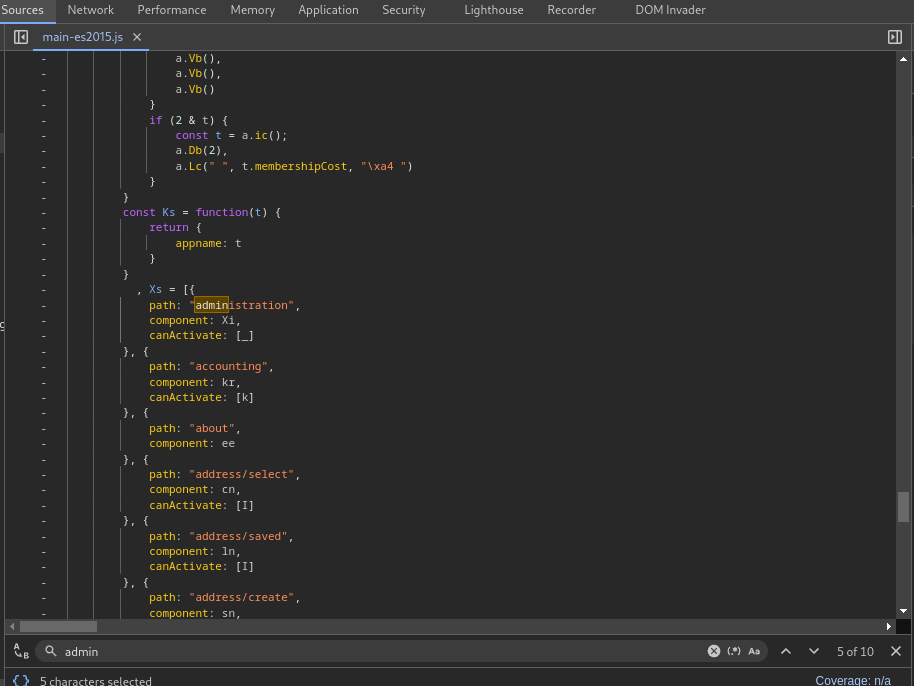 Sources Network Performance Memory Application Security Lighthouse Recorder DOM Invader
main-es2015.js
- a.Vb(),
- a.Vb(),
- a.Vb()
- }
- if (2 & t) {
- const t = a.ic();
- a.Db(2),
- a.Lc(" ", t.membershipCost, "\xa4 ")
- }
- }
- const Ks = function(t) {
- return {
- appname: t
- }
- }
- , Xs = [{
- path: "administration",
- component: Xi,
- canActivate: [_]
- }, {
- path: "accounting",
- component: kr,
- canActivate: [k]
- }, {
- path: "about",
- component: ee
- }, {
- path: "address/select",
- component: cn,
- canActivate: [I]
- }, {
- path: "address/saved",
- component: ln,
- canActivate: [I]
- }, {
- path: "address/create",
- component: sn,
A B admin (.*) Aa 5 of 10
{} 5 characters selected Coverage: n/a